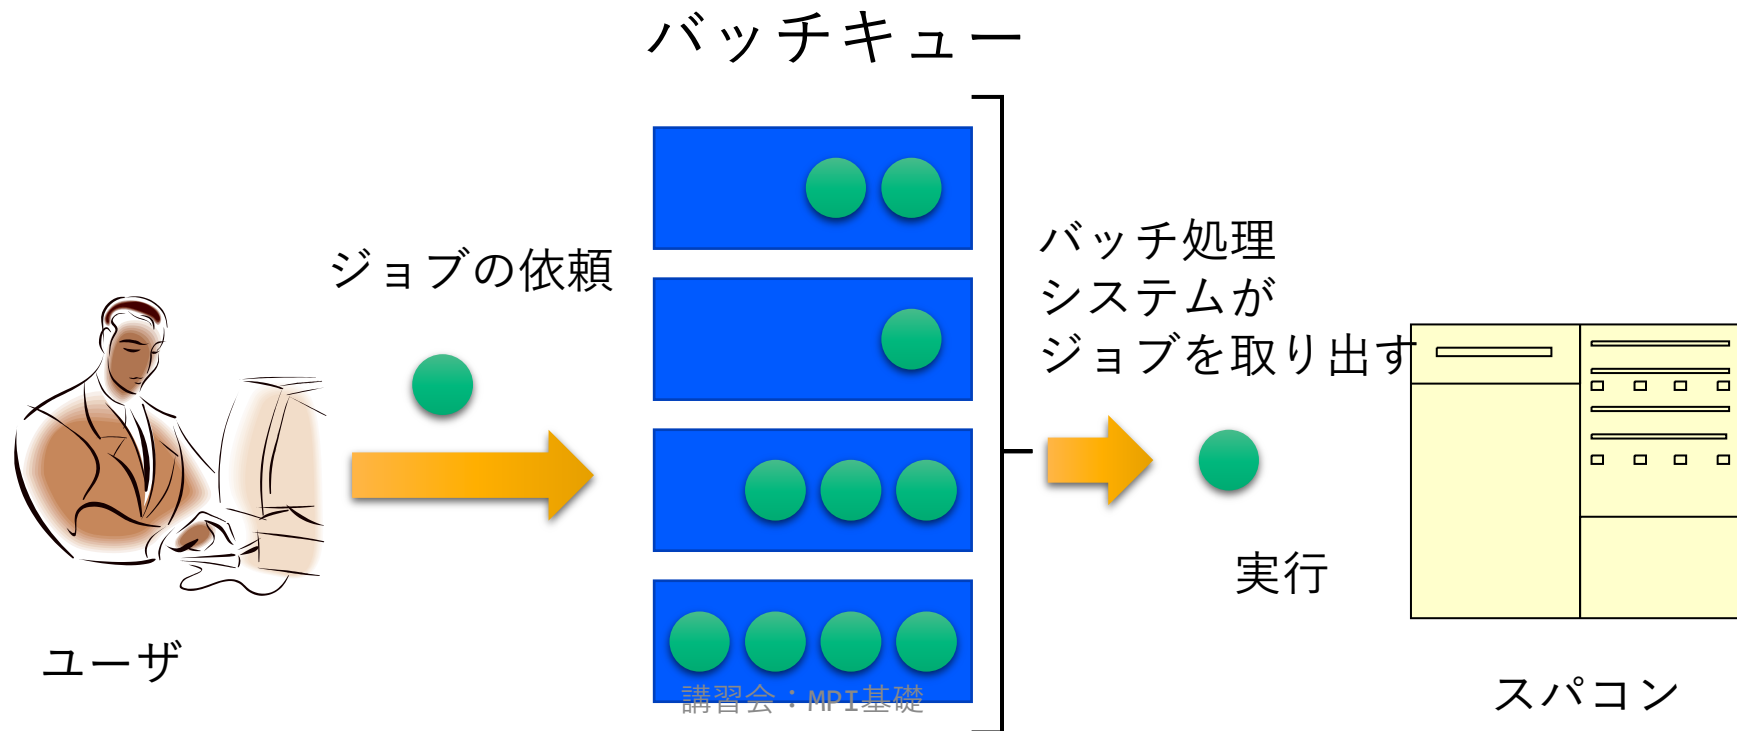 バッチキュー
ジョブの依頼
バッチ処理
システムが
ジョブを取り出す
実行
ユーザ
スパコン
講習会：MPI基礎